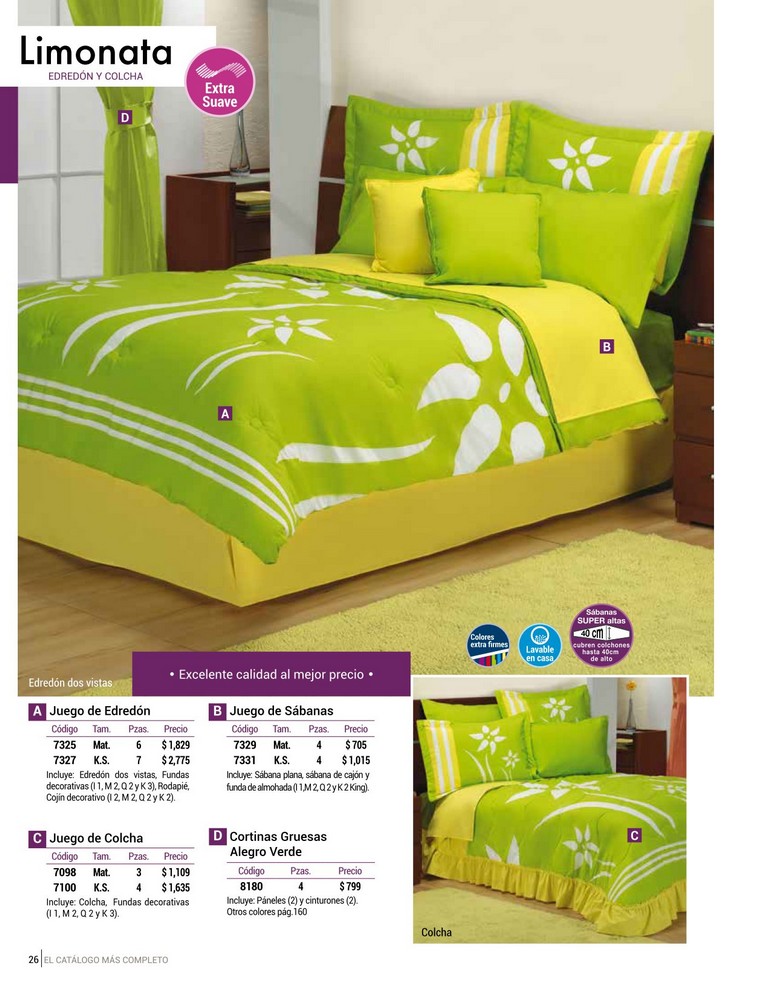 Limonata
EDREDÓN Y COLCHA
Extra
Suave
D
B
A
Colores
extra firmes
Lavable
en casa
Sábanas
SUPER altas
40 cm
cubren colchones
hasta 40cm
de alto
• Excelente calidad al mejor precio •
Edredón dos vistas
A Juego de Edredón
Código Tam. Pzas. Precio
7325 Mat. 6 $1,829
7327 K.S. 7 $2,775
Incluye: Edredón dos vistas, Fundas
decorativas (I 1, M 2, Q 2 y K 3), Rodapié,
Cojín decorativo (I 2, M 2, Q 2 y K 2).
B Juego de Sábanas
Código Tam. Pzas. Precio
7329 Mat. 4 $705
7331 K.S. 4 $1,015
Incluye: Sábana plana, sábana de cajón y
funda de almohada (I 1,M 2, Q 2 y K 2 King).
C Juego de Colcha
Código Tam. Pzas. Precio
7098 Mat. 3 $1,109
7100 K.S. 4 $1,635
Incluye: Colcha, Fundas decorativas
(I 1, M 2, Q 2 y K 3).
D Cortinas Gruesas
Alegro Verde
Código Pzas. Precio
8180 4 $799
Incluye: Páneles (2) y cinturones (2).
Otros colores pág.160
C
Colcha
26 EL CATÁLOGO MÁS COMPLETO